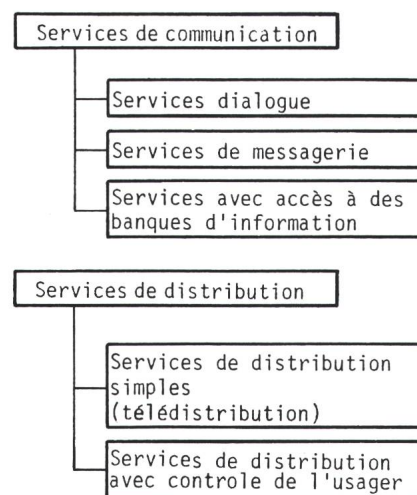 Services de communication
Services dialogue
Services de messagerie
Services avec accès à des
banques d'information
Services de distribution
Services de distribution
simples
(télédistribution)
Services de distribution
avec controle de l'usager